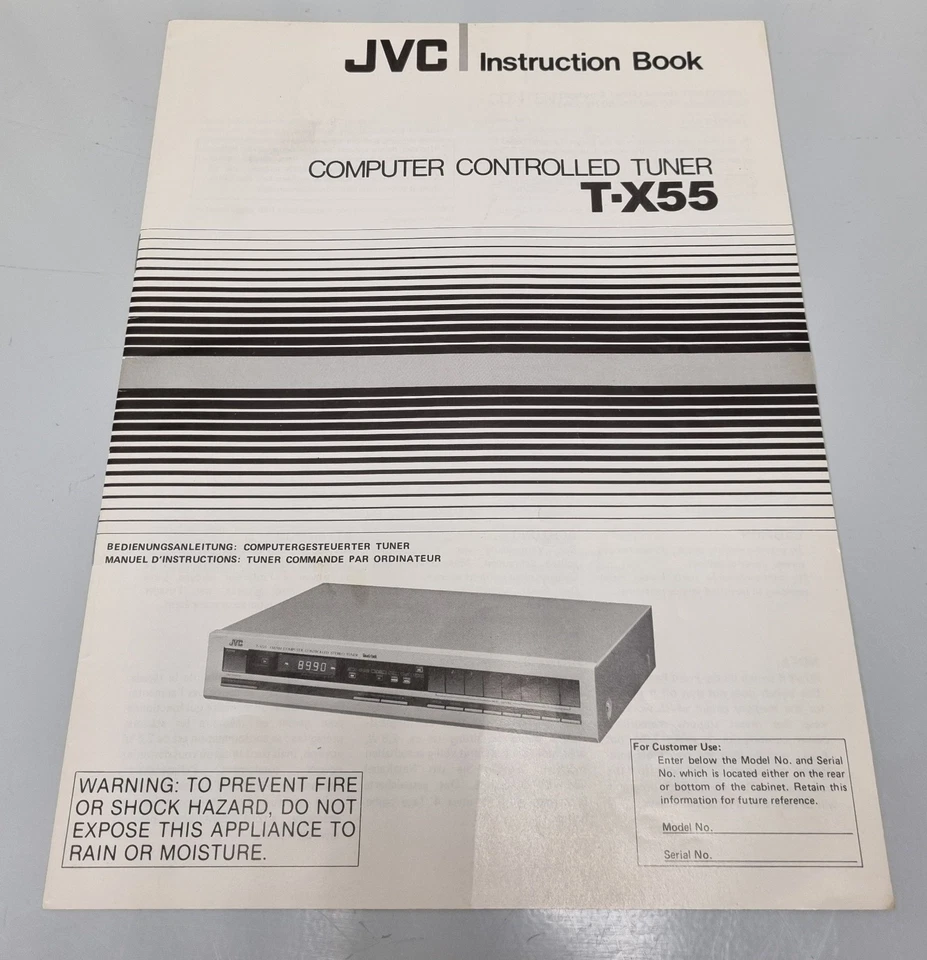 JVC Instruction Book
COMPUTER CONTROLLED TUNER
T-X55
BEDIENUNGSANLEITUNG: COMPUTERGESTEUERTER TUNER
MANUEL D'INSTRUCTIONS: TUNER COMMANDE PAR ORDINATEUR
JVC
8990
For Customer Use:
Enter below the Model No. and Serial
No. which is located either on the rear
or bottom of the cabinet. Retain this
information for future reference.
Model No.
Serial No.
WARNING: TO PREVENT FIRE
OR SHOCK HAZARD, DO NOT
EXPOSE THIS APPLIANCE TO
RAIN OR MOISTURE.